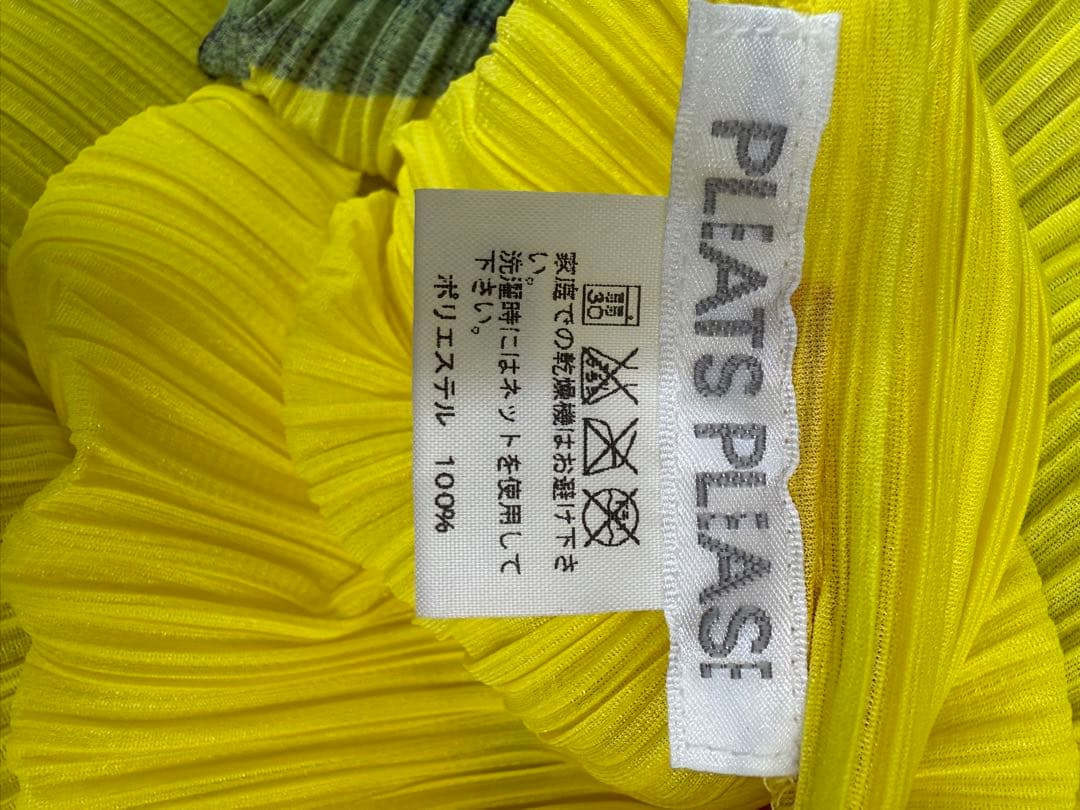 PLEATS PLEASE
弱
30
家庭での乾燥機はお避け下さ
い。
洗濯時にはネットを使用して
下さい。
ポリエステル 100%